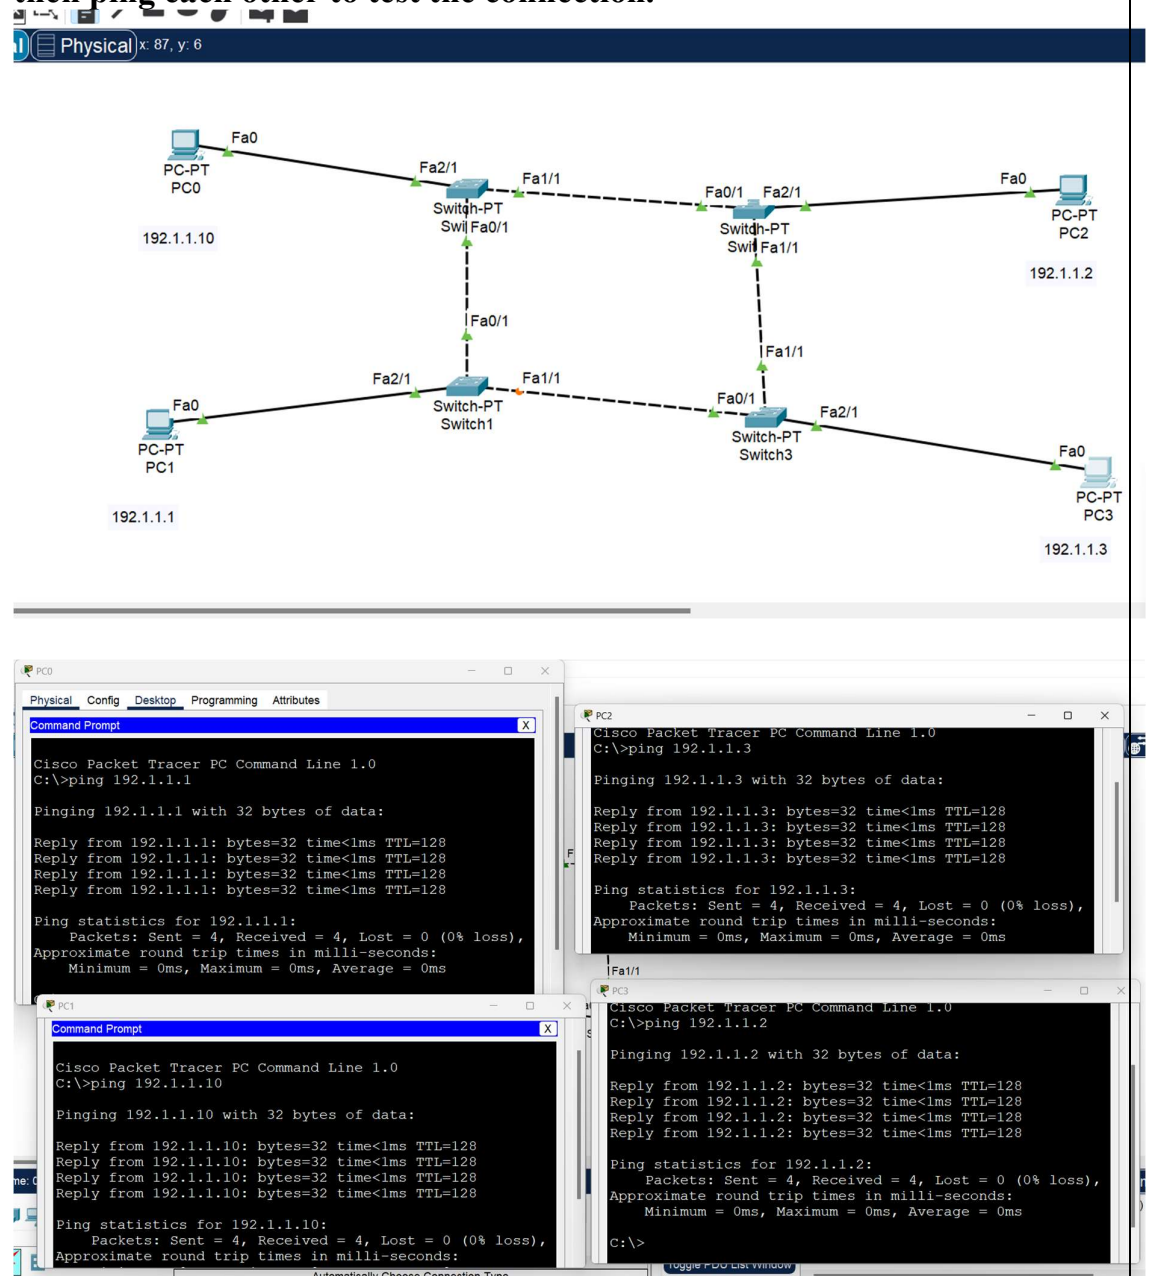 then ping each other to test the connection.
Physical x: 87, y: 6
Fa0
PC-PT
PC0
192.1.1.10
Fa2/1
Fa1/1
Switch-PT
Swi Fa0/1
Fa0/1 Fa2/1
Switch-PT
Swit Fa1/1
Fa0
PC-PT
PC2
192.1.1.2
Fa0/1
Fa1/1
Fa2/1
Fa1/1
Switch-PT
Switch1
Fa0
PC-PT
PC1
192.1.1.1
Fa0/1
Fa2/1
Switch-PT
Switch3
Fa0
PC-PT
PC3
192.1.1.3
PC0
Physical Config Desktop Programming Attributes
Command Prompt X
Cisco Packet Tracer PC Command Line 1.0
C:\>ping 192.1.1.1
Pinging 192.1.1.1 with 32 bytes of data:
Reply from 192.1.1.1: bytes=32 time<1ms TTL=128
Reply from 192.1.1.1: bytes=32 time<1ms TTL=128
Reply from 192.1.1.1: bytes=32 time<1ms TTL=128
Reply from 192.1.1.1: bytes=32 time<1ms TTL=128
Ping statistics for 192.1.1.1:
Packets: Sent = 4, Received = 4, Lost = 0 (0% loss),
Approximate round trip times in milli-seconds:
Minimum = 0ms, Maximum = 0ms, Average = 0ms
PC2
Cisco Packet Tracer PC Command Line 1.0
C:\>ping 192.1.1.3
Pinging 192.1.1.3 with 32 bytes of data:
Reply from 192.1.1.3: bytes=32 time<1ms TTL=128
Reply from 192.1.1.3: bytes=32 time<1ms TTL=128
Reply from 192.1.1.3: bytes=32 time<1ms TTL=128
Reply from 192.1.1.3: bytes=32 time<1ms TTL=128
Ping statistics for 192.1.1.3:
Packets: Sent = 4, Received = 4, Lost = 0 (0% loss),
Approximate round trip times in milli-seconds:
Minimum = 0ms, Maximum = 0ms, Average = 0ms
Fa1/1
PC1
Command Prompt X
Cisco Packet Tracer PC Command Line 1.0
C:\>ping 192.1.1.10
Pinging 192.1.1.10 with 32 bytes of data:
Reply from 192.1.1.10: bytes=32 time<1ms TTL=128
Reply from 192.1.1.10: bytes=32 time<1ms TTL=128
Reply from 192.1.1.10: bytes=32 time<1ms TTL=128
Reply from 192.1.1.10: bytes=32 time<1ms TTL=128
Ping statistics for 192.1.1.10:
Packets: Sent = 4, Received = 4, Lost = 0 (0% loss),
Approximate round trip times in milli-seconds:
PC3
Cisco Packet Tracer PC Command Line 1.0
C:\>ping 192.1.1.2
Pinging 192.1.1.2 with 32 bytes of data:
Reply from 192.1.1.2: bytes=32 time<1ms TTL=128
Reply from 192.1.1.2: bytes=32 time<1ms TTL=128
Reply from 192.1.1.2: bytes=32 time<1ms TTL=128
Reply from 192.1.1.2: bytes=32 time<1ms TTL=128
Ping statistics for 192.1.1.2:
Packets: Sent = 4, Received = 4, Lost = 0 (0% loss),
Approximate round trip times in milli-seconds:
Minimum = 0ms, Maximum = 0ms, Average = 0ms
C:\>
Toggle PDU List Window
Automatically Choose Connection Type